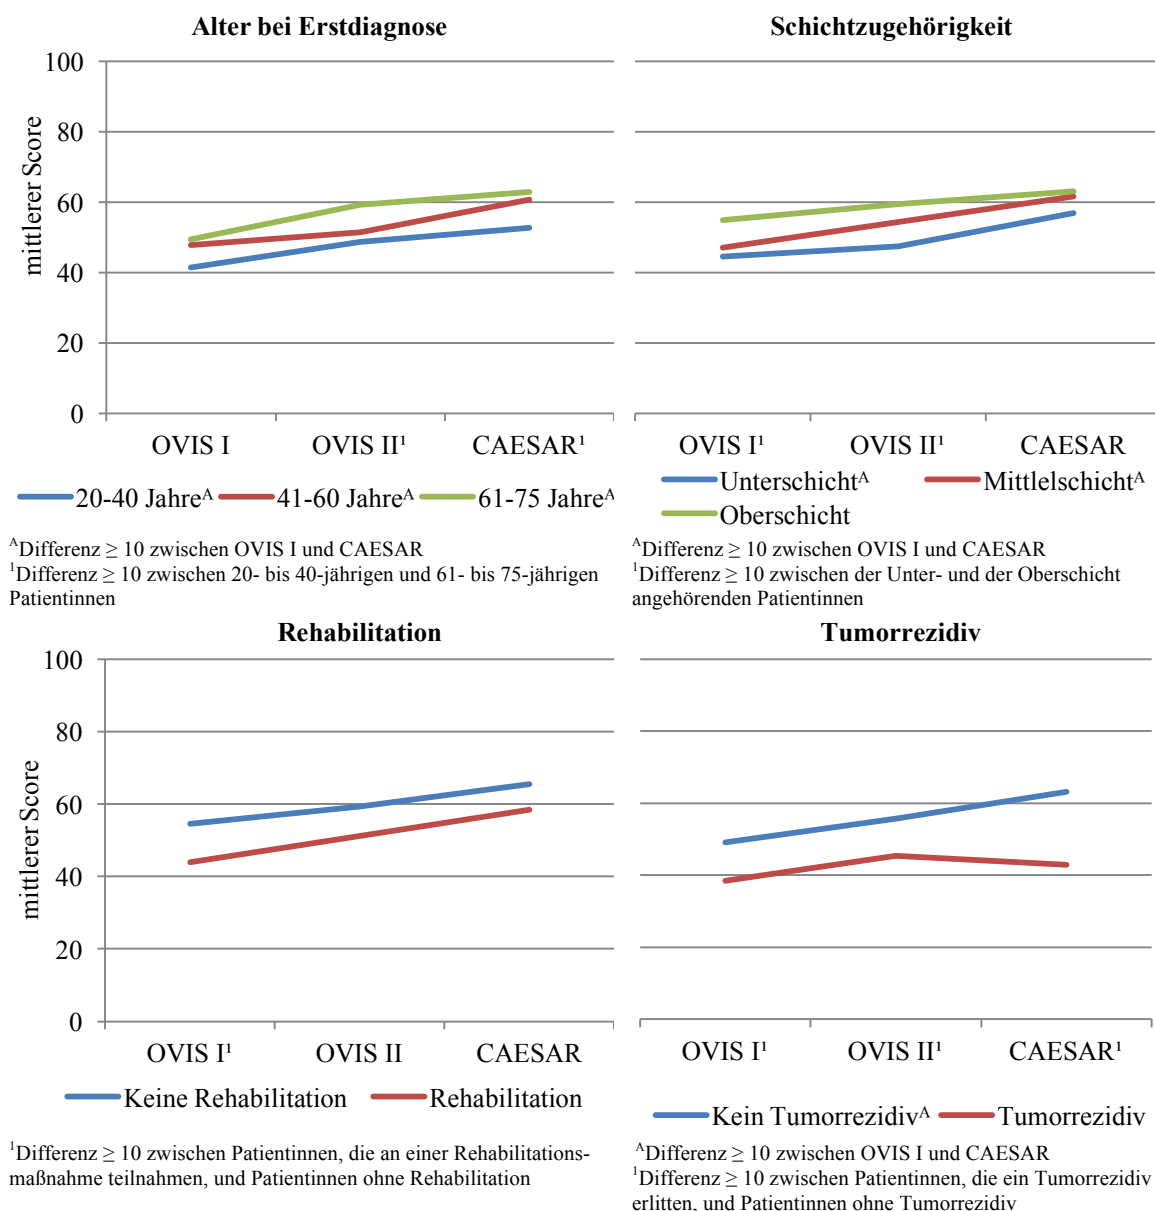 Alter bei Erstdiagnose
Schichtzugehörigkeit
mittlerer Score
100
80
60
40
20
0
OVIS I
OVIS II¹
CAESAR¹
OVIS I¹
OVIS II¹
CAESAR
20-40 Jahreᴬ
41-60 Jahreᴬ
61-75 Jahreᴬ
Unterschichtᴬ
Mittlelschichtᴬ
Oberschicht
ᴬDifferenz ≥ 10 zwischen OVIS I und CAESAR
¹Differenz ≥ 10 zwischen 20- bis 40-jährigen und 61- bis 75-jährigen
Patientinnen
ᴬDifferenz ≥ 10 zwischen OVIS I und CAESAR
¹Differenz ≥ 10 zwischen der Unter- und der Oberschicht
angehörenden Patientinnen
Rehabilitation
Tumorrezidiv
mittlerer Score
100
80
60
40
20
0
OVIS I¹
OVIS II
CAESAR
OVIS I¹
OVIS II¹
CAESAR¹
Keine Rehabilitation
Rehabilitation
Kein Tumorrezidivᴬ
Tumorrezidiv
¹Differenz ≥ 10 zwischen Patientinnen, die an einer Rehabilitations-
maßnahme teilnahmen, und Patientinnen ohne Rehabilitation
ᴬDifferenz ≥ 10 zwischen OVIS I und CAESAR
¹Differenz ≥ 10 zwischen Patientinnen, die ein Tumorrezidiv
erlitten, und Patientinnen ohne Tumorrezidiv